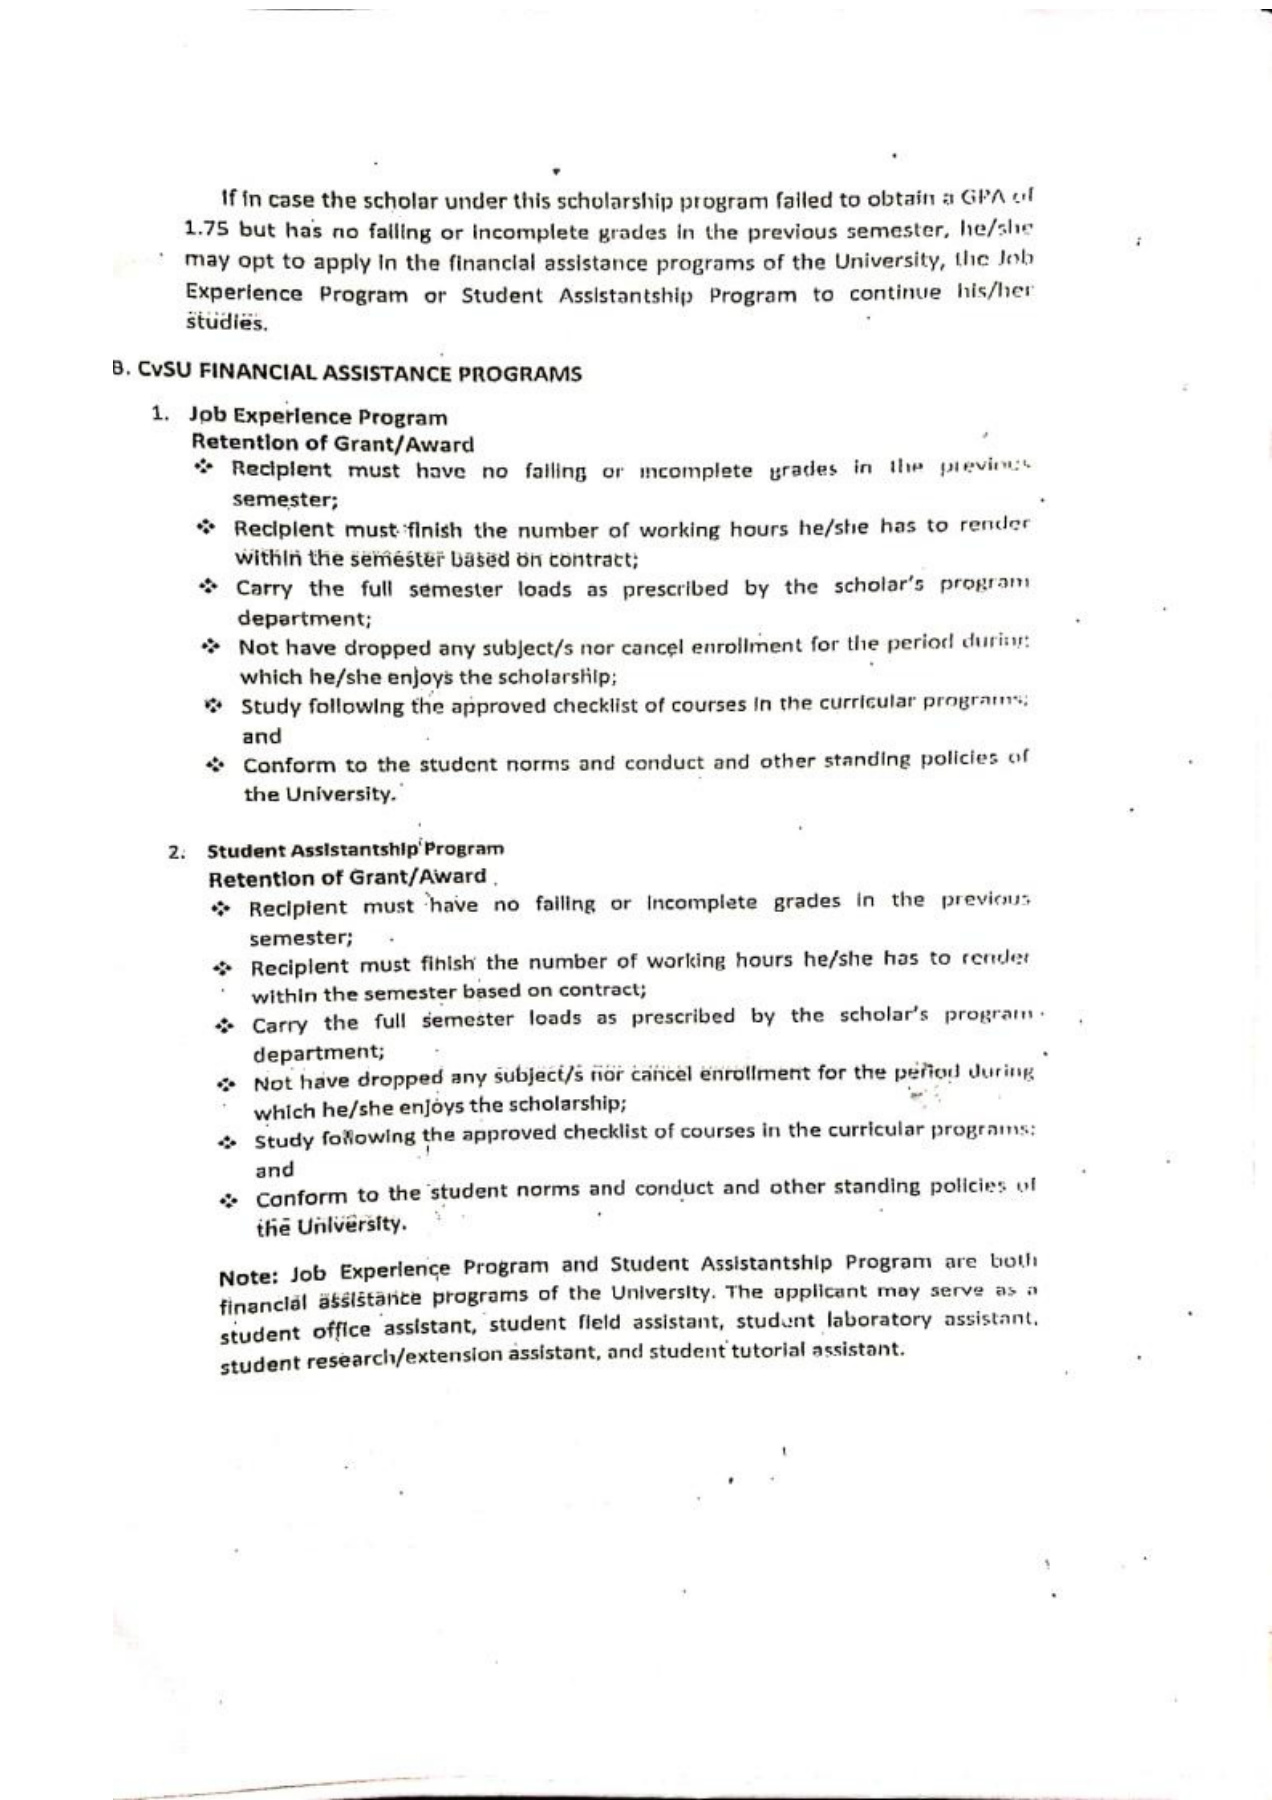 If in case the scholar under this scholarship program failed to obtain a GPA of
1.75 but has no failing or incomplete grades in the previous semester, he/she
may opt to apply in the financial assistance programs of the University, the Job
Experience Program or Student Assistantship Program to continue his/her
studies.
B. CvSU FINANCIAL ASSISTANCE PROGRAMS
1. Job Experience Program
Retention of Grant/Award
❖ Recipient must have no failing or incomplete grades in the previous
semester;
❖ Recipient must finish the number of working hours he/she has to render
within the semester based on contract;
❖ Carry the full semester loads as prescribed by the scholar's program
department;
❖ Not have dropped any subject/s nor cancel enrollment for the period during
which he/she enjoys the scholarship;
❖ Study following the approved checklist of courses in the curricular programs;
and
❖ Conform to the student norms and conduct and other standing policies of
the University.
2. Student Assistantship Program
Retention of Grant/Award
❖ Recipient must have no failing or incomplete grades in the previous
semester;
❖ Recipient must finish the number of working hours he/she has to render
within the semester based on contract;
❖ Carry the full semester loads as prescribed by the scholar's program
department;
❖ Not have dropped any subject/s nor cancel enrollment for the period during
which he/she enjoys the scholarship;
❖ Study following the approved checklist of courses in the curricular programs;
and
❖ Conform to the student norms and conduct and other standing policies of
the University.
Note: Job Experience Program and Student Assistantship Program are both
financial assistance programs of the University. The applicant may serve as a
student office assistant, student field assistant, student laboratory assistant,
student research/extension assistant, and student tutorial assistant.